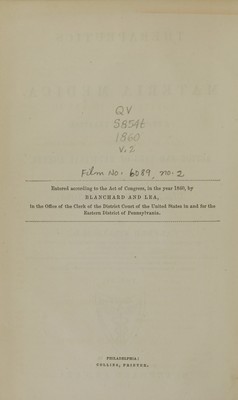 QV
S854t
1860
v.2
Film No. 6089, no. 2
Entered according to the Act of Congress, in the year 1860, by
BLANCHARD AND LEA,
in the Office of the Clerk of the District Court of the United States in and for the
Eastern District of Pennsylvania.
PHILADELPHIA:
COLLINS, PRINTER.